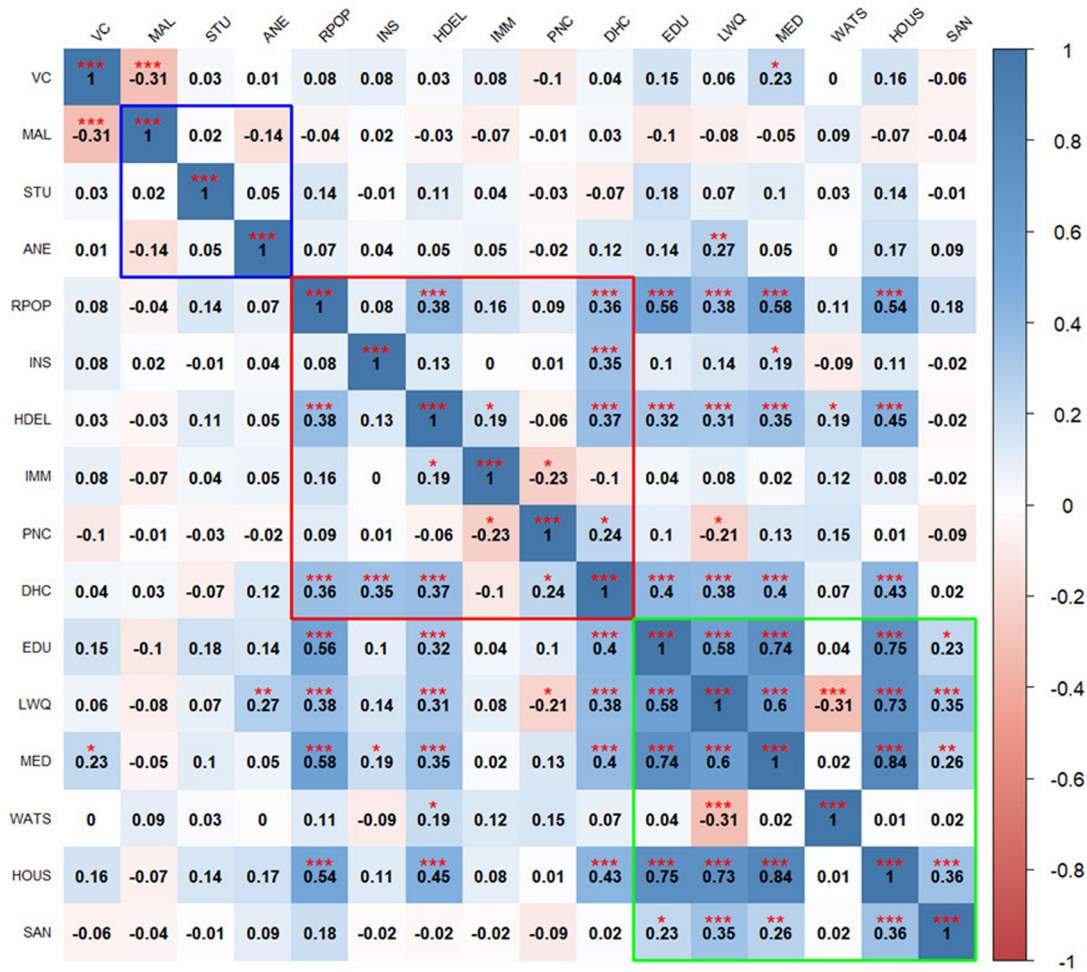 VC MAL STU ANE RPOP INS HDEL IMM PNC DHC EDU LWQ MED WATS HOUS SAN
*** *** *
VC 1 -0.31 0.03 0.01 0.08 0.08 0.03 0.08 -0.1 0.04 0.15 0.06 0.23 0 0.16 -0.06 1
*** ***
MAL -0.31 1 0.02 -0.14 -0.04 0.02 -0.03 -0.07 -0.01 0.03 -0.1 -0.08 -0.05 0.09 -0.07 -0.04 0.8
***
STU 0.03 0.02 1 0.05 0.14 -0.01 0.11 0.04 -0.03 -0.07 0.18 0.07 0.1 0.03 0.14 -0.01 0.6
*** **
ANE 0.01 -0.14 0.05 1 0.07 0.04 0.05 0.05 -0.02 0.12 0.14 0.27 0.05 0 0.17 0.09
*** *** *** *** *** *** ***
RPOP 0.08 -0.04 0.14 0.07 1 0.08 0.38 0.16 0.09 0.36 0.56 0.38 0.58 0.11 0.54 0.18 0.4
*** *** *
INS 0.08 0.02 -0.01 0.04 0.08 1 0.13 0 0.01 0.35 0.1 0.14 0.19 -0.09 0.11 -0.02
*** *** * *** *** *** *** * ***
HDEL 0.03 -0.03 0.11 0.05 0.38 0.13 1 0.19 -0.06 0.37 0.32 0.31 0.35 0.19 0.45 -0.02 0.2
* *** *
IMM 0.08 -0.07 0.04 0.05 0.16 0 0.19 1 -0.23 -0.1 0.04 0.08 0.02 0.12 0.08 -0.02 0
* *** * *
PNC -0.1 -0.01 -0.03 -0.02 0.09 0.01 -0.06 -0.23 1 0.24 0.1 -0.21 0.13 0.15 0.01 -0.09
*** *** *** * *** *** *** *** ***
DHC 0.04 0.03 -0.07 0.12 0.36 0.35 0.37 -0.1 0.24 1 0.4 0.38 0.4 0.07 0.43 0.02 -0.2
*** *** *** *** *** *** *** *
EDU 0.15 -0.1 0.18 0.14 0.56 0.1 0.32 0.04 0.1 0.4 1 0.58 0.74 0.04 0.75 0.23
** *** *** * *** *** *** *** *** *** ***
LWQ 0.06 -0.08 0.07 0.27 0.38 0.14 0.31 0.08 -0.21 0.38 0.58 1 0.6 -0.31 0.73 0.35 -0.4
* *** * *** *** *** *** *** *** **
MED 0.23 -0.05 0.1 0.05 0.58 0.19 0.35 0.02 0.13 0.4 0.74 0.6 1 0.02 0.84 0.26 -0.6
* *** ***
WATS 0 0.09 0.03 0 0.11 -0.09 0.19 0.12 0.15 0.07 0.04 -0.31 0.02 1 0.01 0.02
*** *** *** *** *** *** *** ***
HOUS 0.16 -0.07 0.14 0.17 0.54 0.11 0.45 0.08 0.01 0.43 0.75 0.73 0.84 0.01 1 0.36 -0.8
* *** ** *** ***
SAN -0.06 -0.04 -0.01 0.09 0.18 -0.02 -0.02 -0.02 -0.09 0.02 0.23 0.35 0.26 0.02 0.36 1 -1